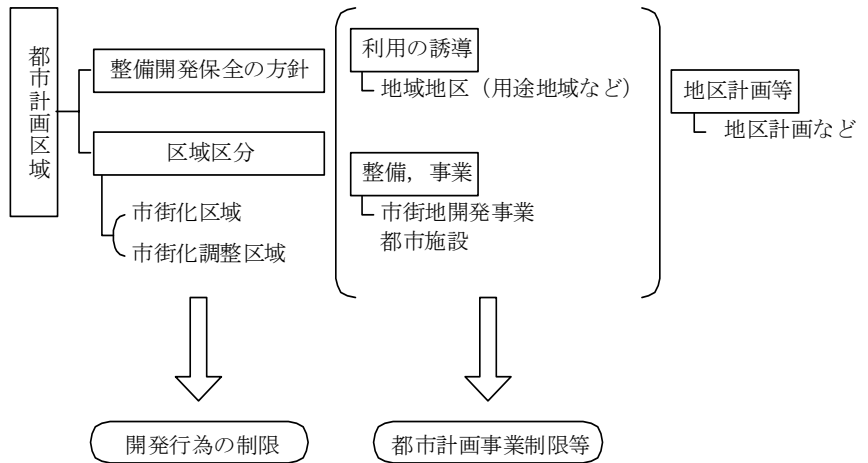 都市計画区域
整備開発保全の方針
区域区分
市街化区域
市街化調整区域
利用の誘導
地域地区（用途地域など）
整備，事業
市街地開発事業
都市施設
地区計画等
地区計画など
開発行為の制限
都市計画事業制限等